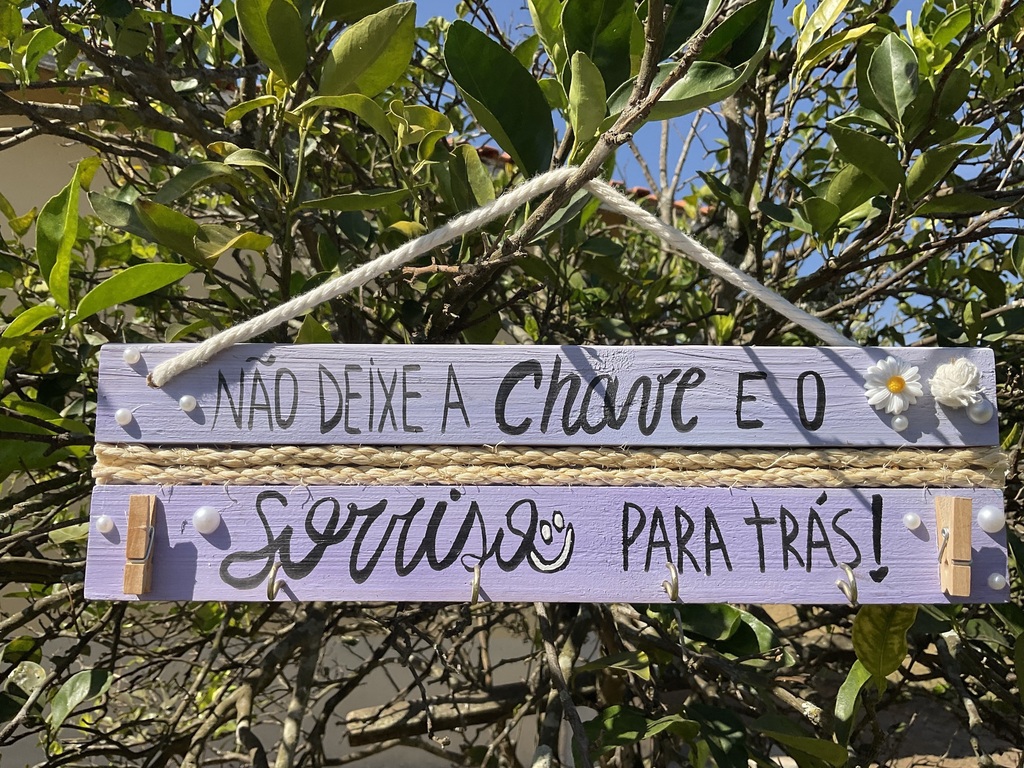 NÃO DEIXE A Chave E O
Sorriso PARA TRÁS!